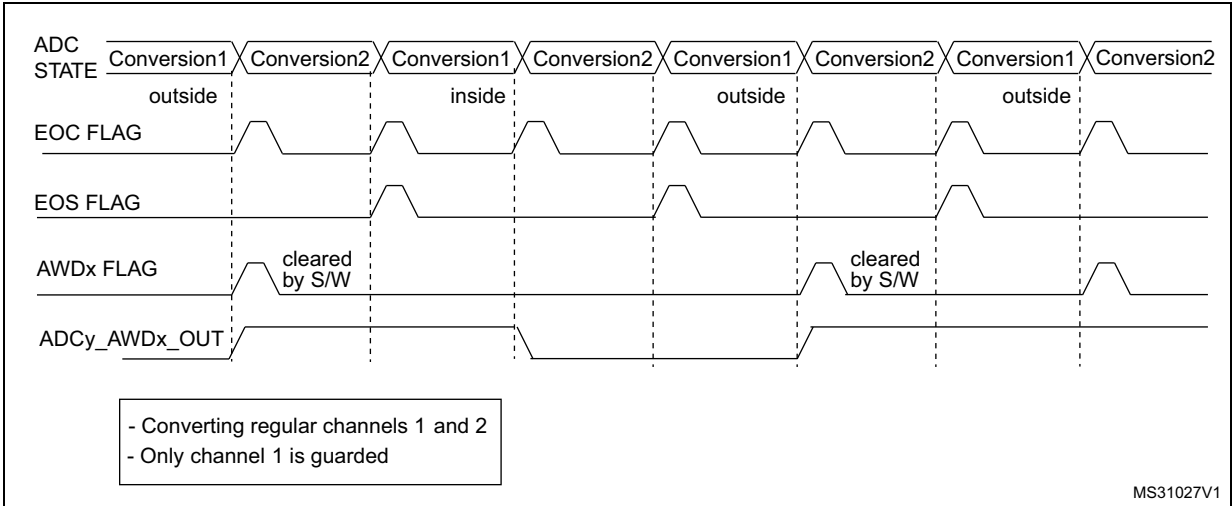 ADC
STATE
Conversion1 Conversion2 Conversion1 Conversion2 Conversion1 Conversion2 Conversion1 Conversion2
outside inside outside outside
EOC FLAG
EOS FLAG
AWDx FLAG
cleared
by S/W
cleared
by S/W
ADCy_AWDx_OUT
- Converting regular channels 1 and 2
- Only channel 1 is guarded
MS31027V1